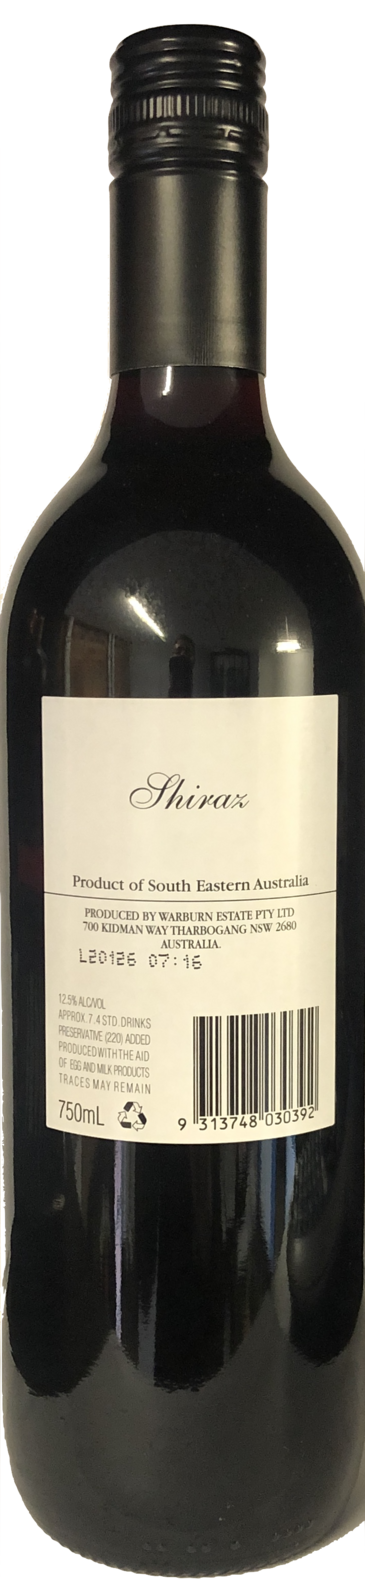 Shiraz
Product of South Eastern Australia
PRODUCED BY WARBURN ESTATE PTY LTD
700 KIDMAN WAY THARBOGANG NSW 2680
AUSTRALIA.
L20126 07:16
12.5% ALC/VOL
APPROX. 7.4 STD. DRINKS
PRESERVATIVE (220) ADDED
PRODUCED WITH THE AID
OF EGG AND MILK PRODUCTS
TRACES MAY REMAIN
750mL
9 313748 030392